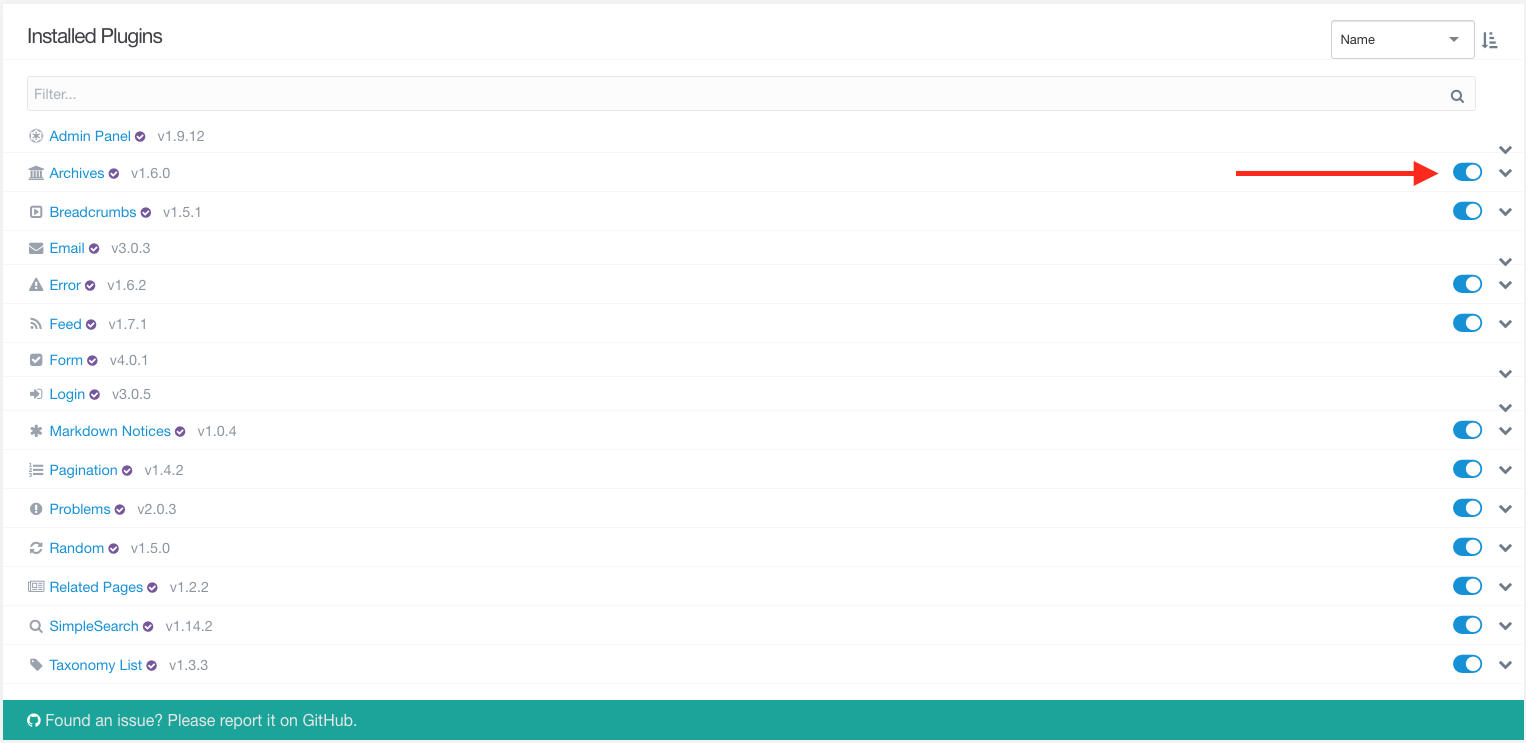 Installed Plugins
Name
Filter...
Admin Panel v1.9.12
Archives v1.6.0
Breadcrumbs v1.5.1
Email v3.0.3
Error v1.6.2
Feed v1.7.1
Form v4.0.1
Login v3.0.5
Markdown Notices v1.0.4
Pagination v1.4.2
Problems v2.0.3
Random v1.5.0
Related Pages v1.2.2
SimpleSearch v1.14.2
Taxonomy List v1.3.3
Found an issue? Please report it on GitHub.